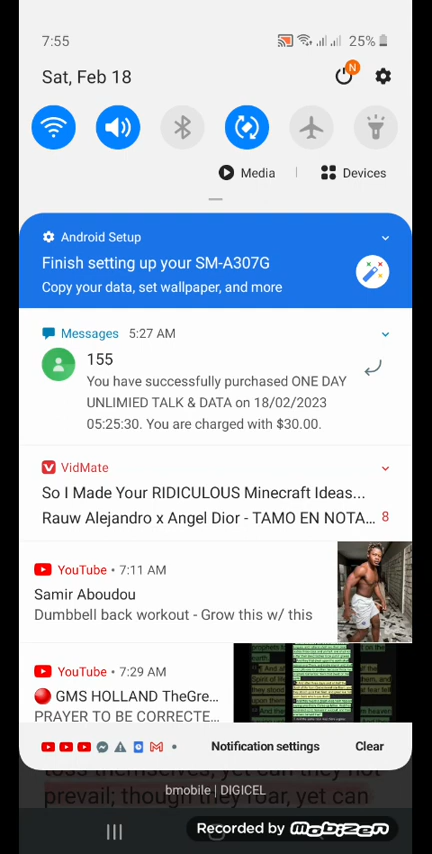 7:55
25%
Sat, Feb 18
N
Media | Devices
Android Setup
Finish setting up your SM-A307G
Copy your data, set wallpaper, and more
Messages 5:27 AM
155
You have successfully purchased ONE DAY
UNLIMIED TALK & DATA on 18/02/2023
05:25:30. You are charged with $30.00.
VidMate
So I Made Your RIDICULOUS Minecraft Ideas...
Rauw Alejandro x Angel Dior - TAMO EN NOTA... 8
YouTube • 7:11 AM
Samir Aboudou
Dumbbell back workout - Grow this w/ this
YouTube • 7:29 AM
GMS HOLLAND TheGre...
PRAYER TO BE CORRECTE...
Notification settings Clear
toss themselves, yet can they not
prevail; though they roar, yet can
bmobile | DIGICEL
Recorded by Mobizen